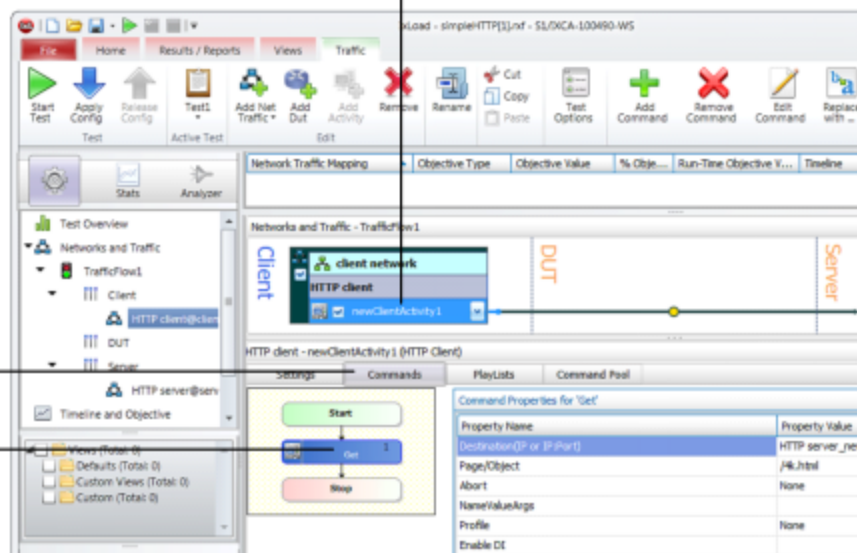 xLoad - simpleHTTP[1].rxf - S1/IXCA-100490-WS
File Home Results / Reports Views Traffic
Start Test
Apply Config
Release Config
Test1
Add Net Traffic
Add Dut
Add Activity
Remove
Rename
Cut
Copy
Paste
Test Options
Add Command
Remove Command
Edit Command
Replace with ...
Test Active Test Edit
Stats Analyzer
Network Traffic Mapping Objective Type Objective Value % Obje... Run-Time Objective V... Timeline
Test Overview
Networks and Traffic
TrafficFlow1
Client
HTTP client@clien
DUT
Server
HTTP server@serv
Timeline and Objective
Views (Total: 0)
Defaults (Total: 0)
Custom Views (Total: 0)
Custom (Total: 0)
Networks and Traffic - TrafficFlow1
Client
client network
HTTP client
newClientActivity1
DUT
Server
HTTP client - newClientActivity1 (HTTP Client)
Settings Commands PlayLists Command Pool
Start
Get 1
Stop
Command Properties for 'Get'
Property Name Property Value
Destination(IP or IP:Port) HTTP server_ne
Page/Object /4k.html
Abort None
NameValueArgs
Profile None
Enable DI